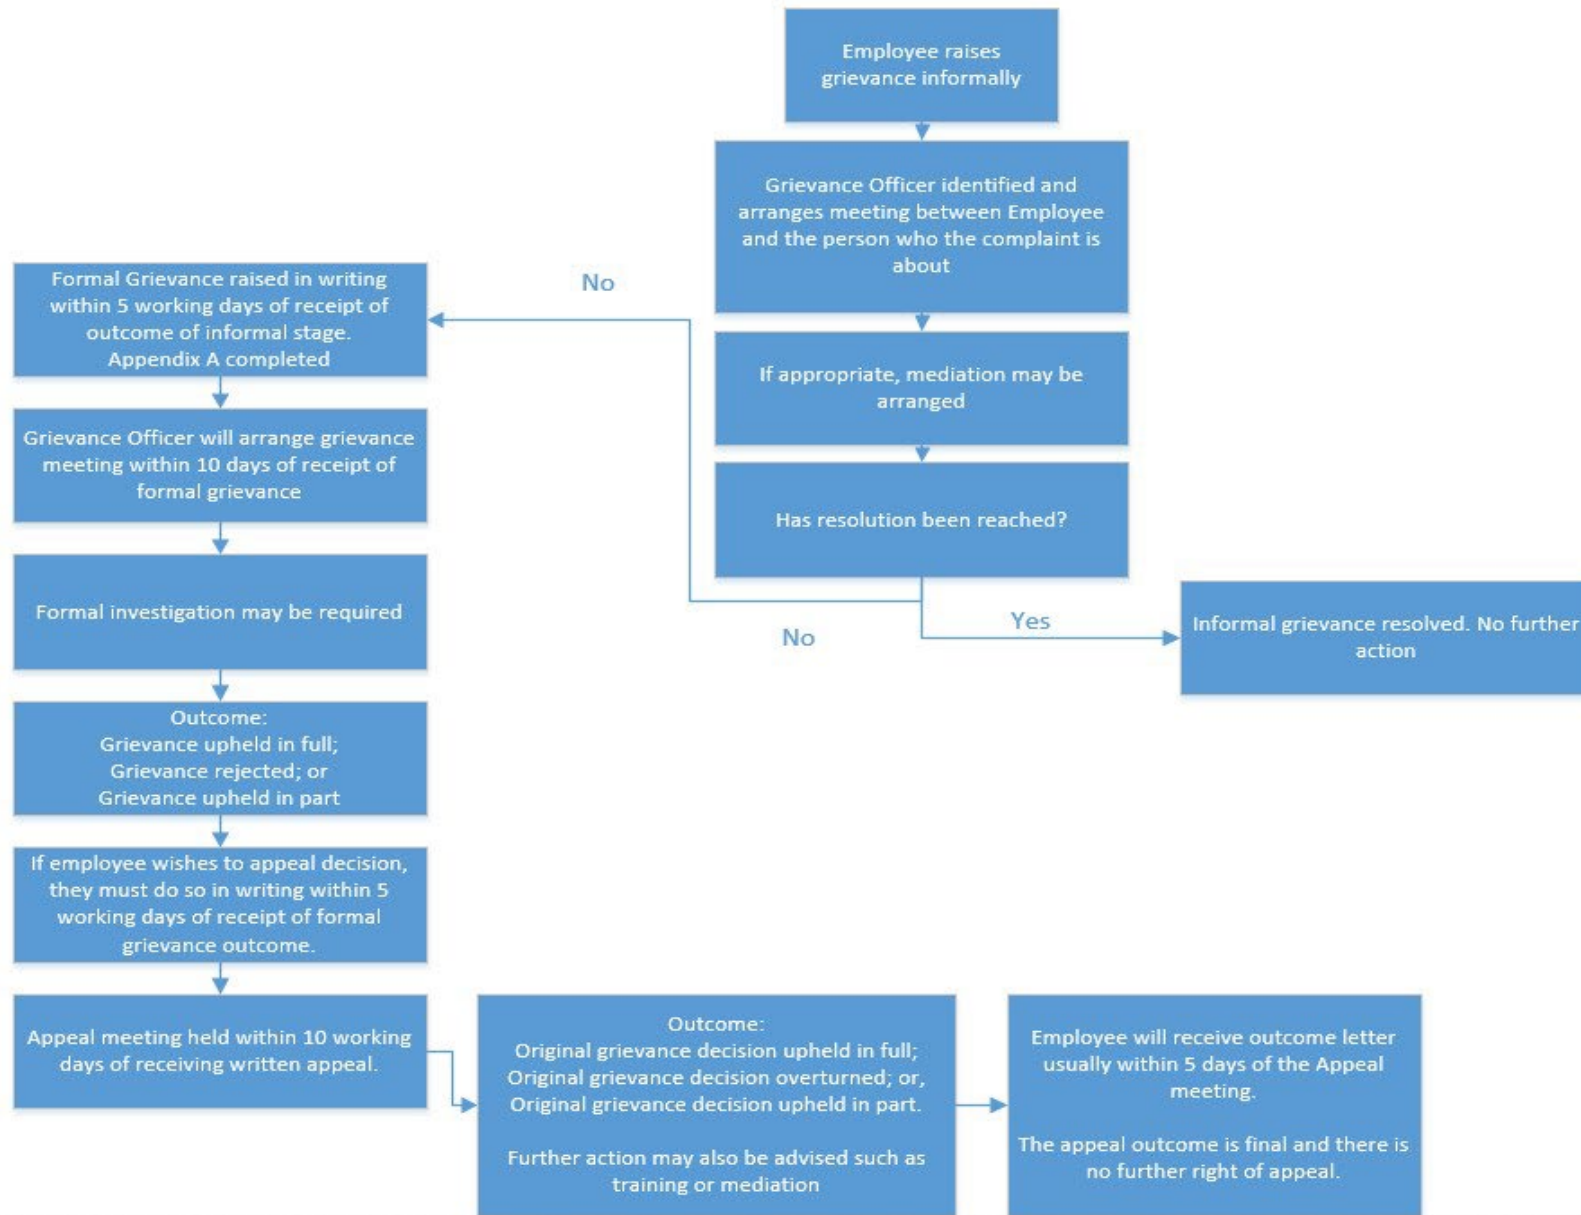 Employee raises
grievance informally
Grievance Officer identified and
arranges meeting between Employee
and the person who the complaint is
about
If appropriate, mediation may be
arranged
Has resolution been reached?
Yes
No
No
Informal grievance resolved. No further
action
Formal Grievance raised in writing
within 5 working days of receipt of
outcome of informal stage.
Appendix A completed
Grievance Officer will arrange grievance
meeting within 10 days of receipt of
formal grievance
Formal investigation may be required
Outcome:
Grievance upheld in full;
Grievance rejected; or
Grievance upheld in part
If employee wishes to appeal decision,
they must do so in writing within 5
working days of receipt of formal
grievance outcome.
Appeal meeting held within 10 working
days of receiving written appeal.
Outcome:
Original grievance decision upheld in full;
Original grievance decision overturned; or,
Original grievance decision upheld in part.
Further action may also be advised such as
training or mediation
Employee will receive outcome letter
usually within 5 days of the Appeal
meeting.
The appeal outcome is final and there is
no further right of appeal.